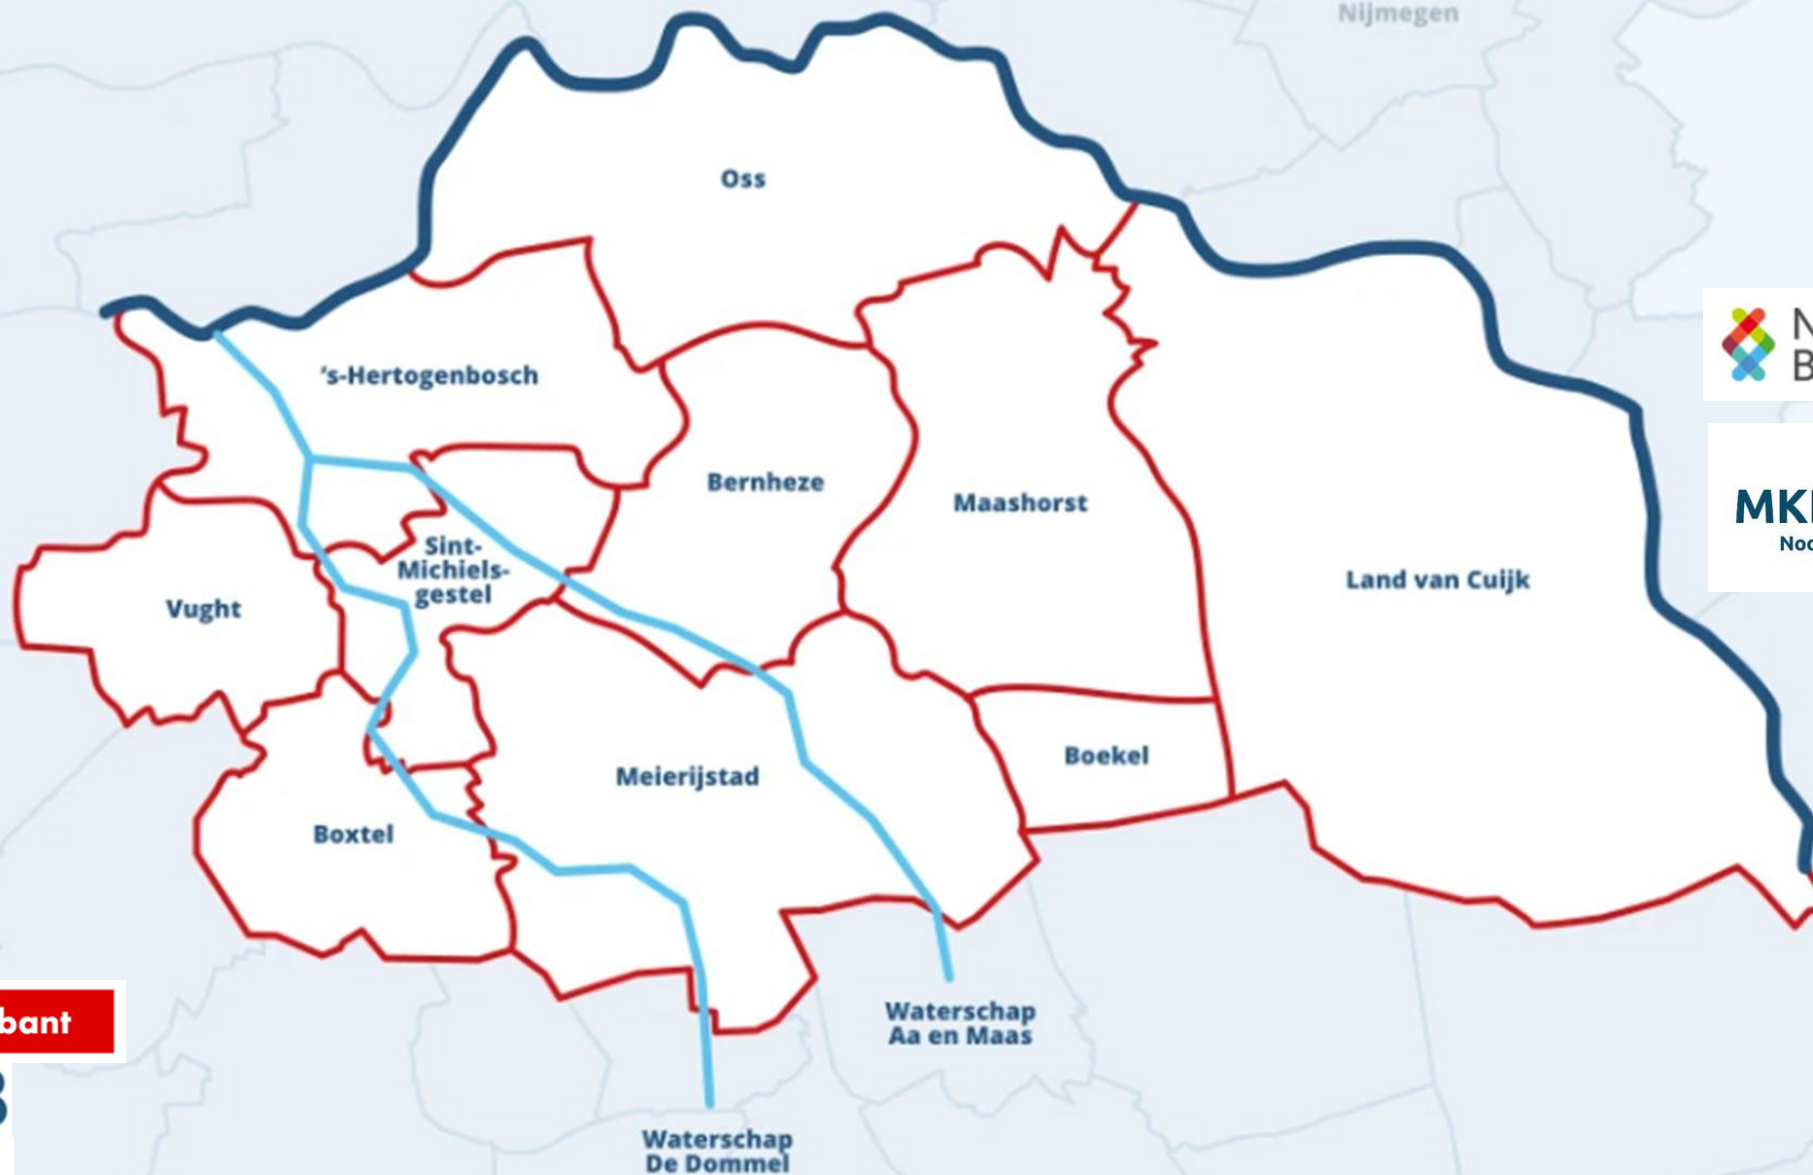 Nijmegen
Oss
's-Hertogenbosch
Bernheze
Maashorst
MK
Noo
Sint-
Michiels-
gestel
Land van Cuijk
Vught
Boekel
Meierijstad
Boxtel
bant
Waterschap
Aa en Maas
Waterschap
De Dommel